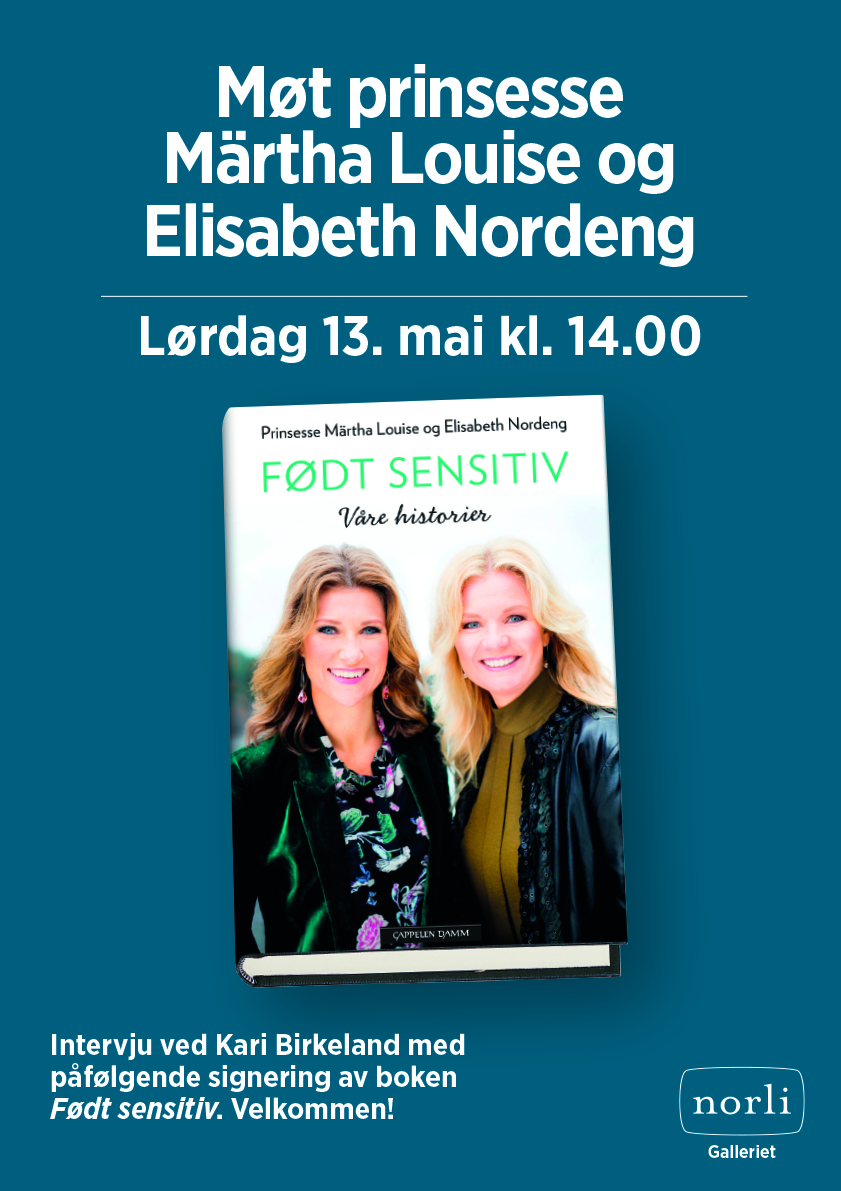 Møt prinsesse
Märtha Louise og
Elisabeth Nordeng
Lørdag 13. mai kl. 14.00
Prinsesse Märtha Louise og Elisabeth Nordeng
FØDT SENSITIV
Våre historier
CAPPELEN DAMM
Intervju ved Kari Birkeland med
påfølgende signering av boken
Født sensitiv. Velkommen!
norli
Galleriet